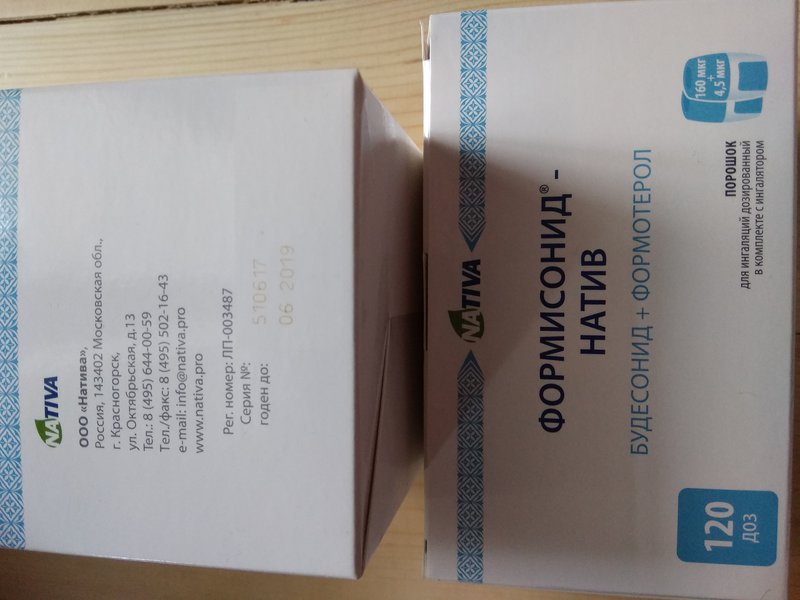 NATIVA
ООО «Натива»,
Россия, 143402 Московская обл.,
г. Красногорск,
ул. Октябрьская, д.13
Тел.: 8 (495) 644-00-59
Тел./факс: 8 (495) 502-16-43
e-mail: info@nativa.pro
www.nativa.pro
Рег. номер: ЛП-003487
Серия №: 510617
годен до: 06 2019
NATIVA
ФОРМИСОНИД® -
НАТИВ
БУДЕСОНИД + ФОРМОТЕРОЛ
120
ДОЗ
160 мкг
+
4,5 мкг
ПОРОШОК
для ингаляций дозированный
в комплекте с ингалятором